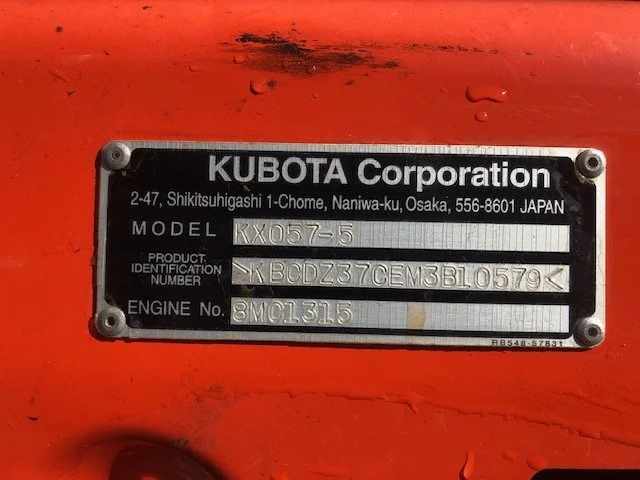 KUBOTA Corporation
2-47, Shikitsuhigashi 1-Chome, Naniwa-ku, Osaka, 556-8601 JAPAN
MODEL KX057-5
PRODUCT IDENTIFICATION NUMBER >KBCDZ37CEM3B10579<
ENGINE No. 8MC1315
RB548-57831